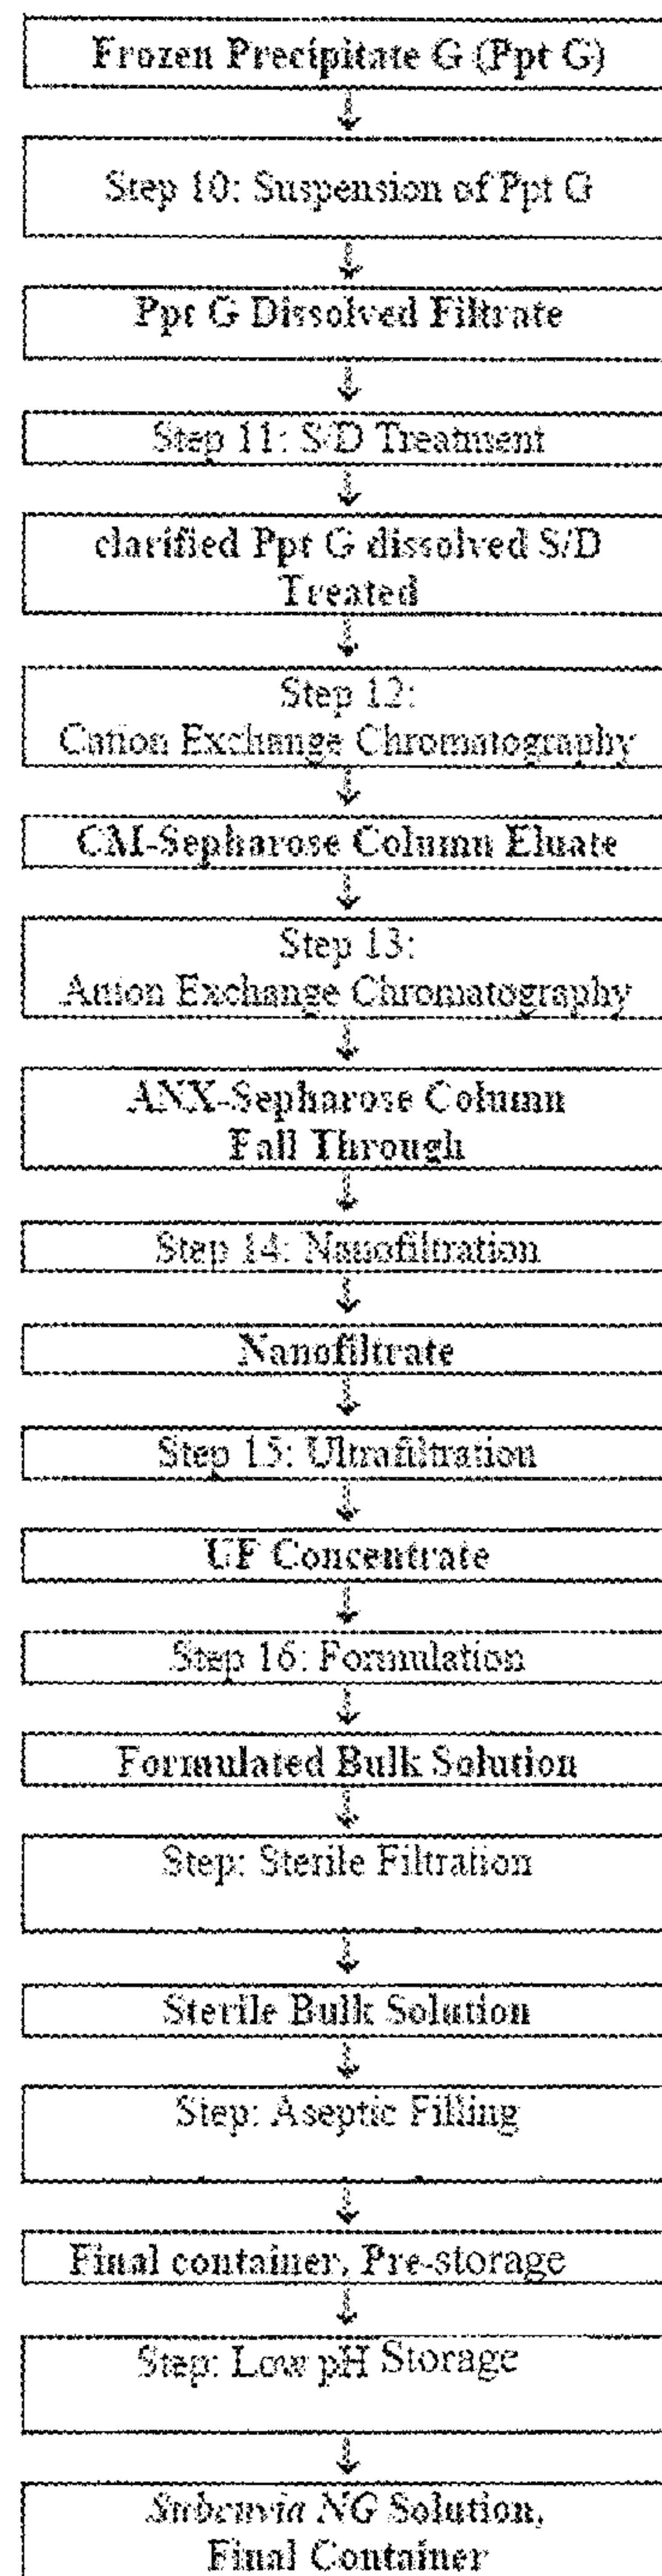 Frozen Precipitate G (Ppt G)
Step 10: Suspension of Ppt G
Ppt G Dissolved Filtrate
Step 11: S/D Treatment
clarified Ppt G dissolved S/D
Treated
Step 12:
Cation Exchange Chromatography
CM-Sepharose Column Eluate
Step 13:
Anion Exchange Chromatography
ANX-Sepharose Column
Fall Through
Step 14: Nanofiltration
Nanofiltrate
Step 15: Ultrafiltration
UF Concentrate
Step 16: Formulation
Formulated Bulk Solution
Step: Sterile Filtration
Sterile Bulk Solution
Step: Aseptic Filling
Final container, Pre-storage
Step: Low pH Storage
Subcuvia NG Solution,
Final Container